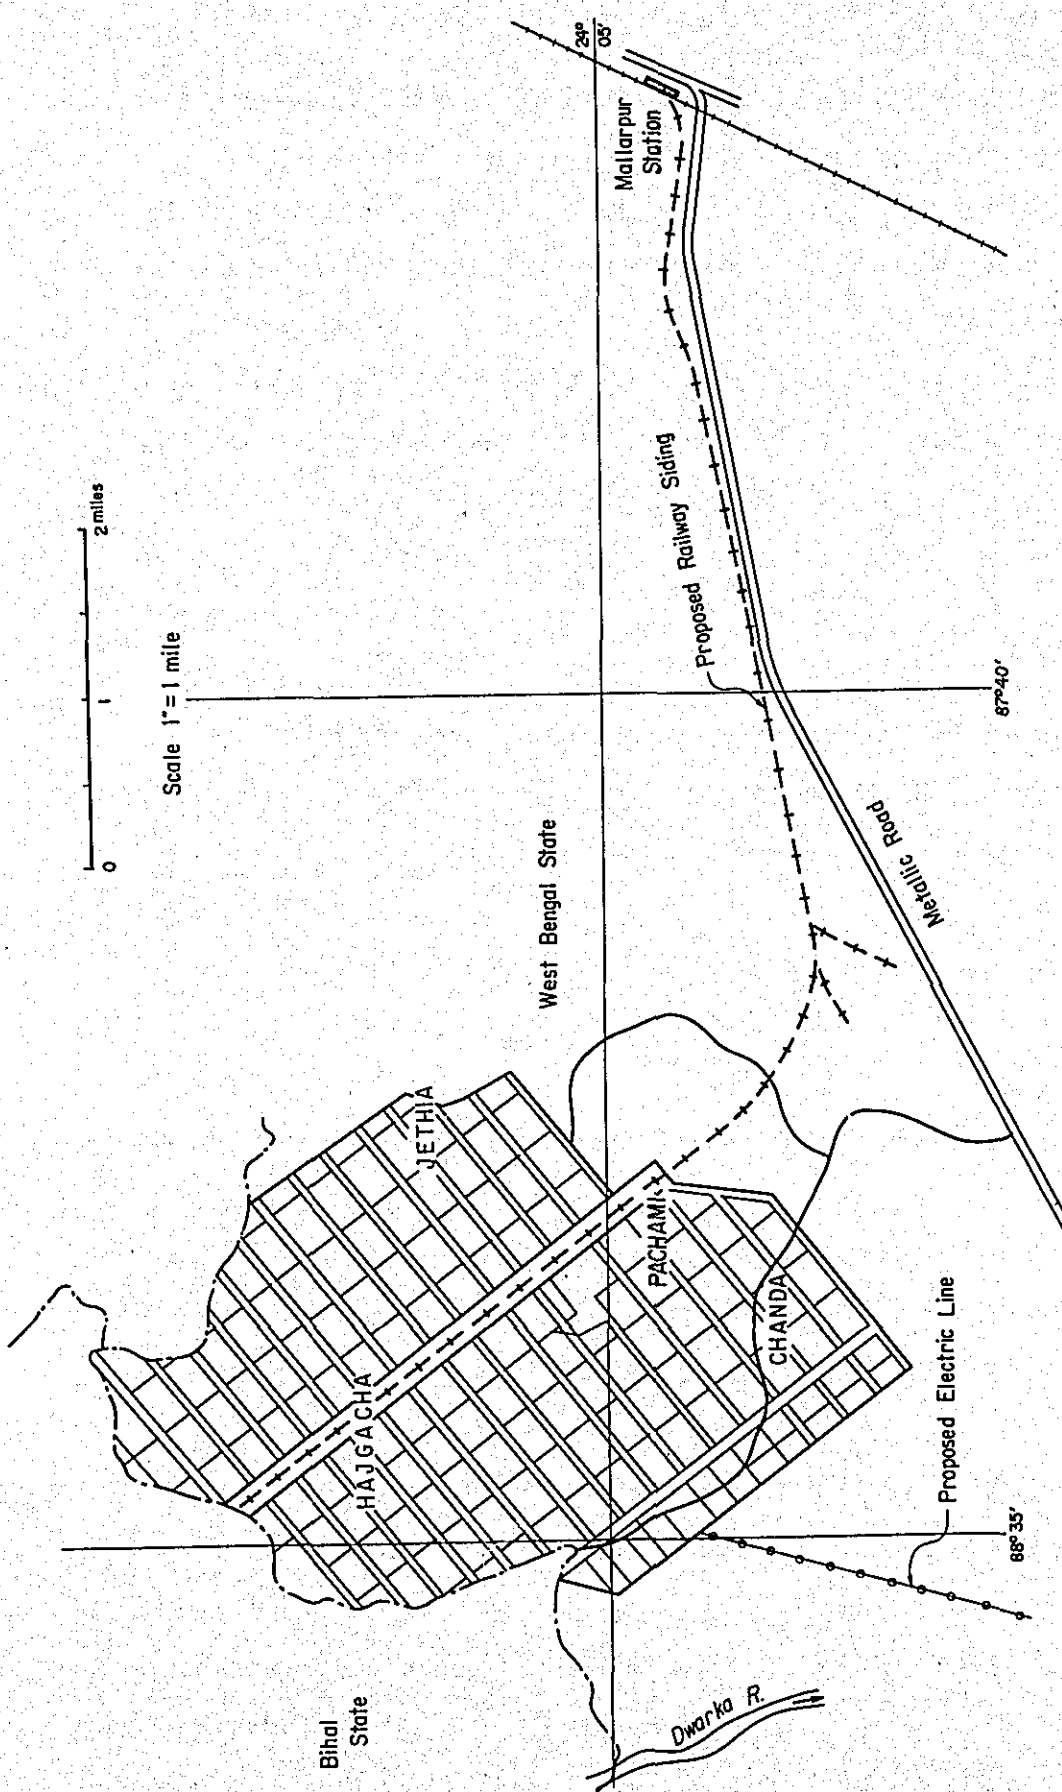 0
1
2 miles
Scale 1" = 1 mile
24°
05'
Mallarpur
Station
Proposed Railway Siding
West Bengal State
87°40'
Metallic Road
JETHIA
HAJGACHA
PACHAMI
CHANDA
Proposed Electric Line
88°35'
Bihal
State
Dwarka R.